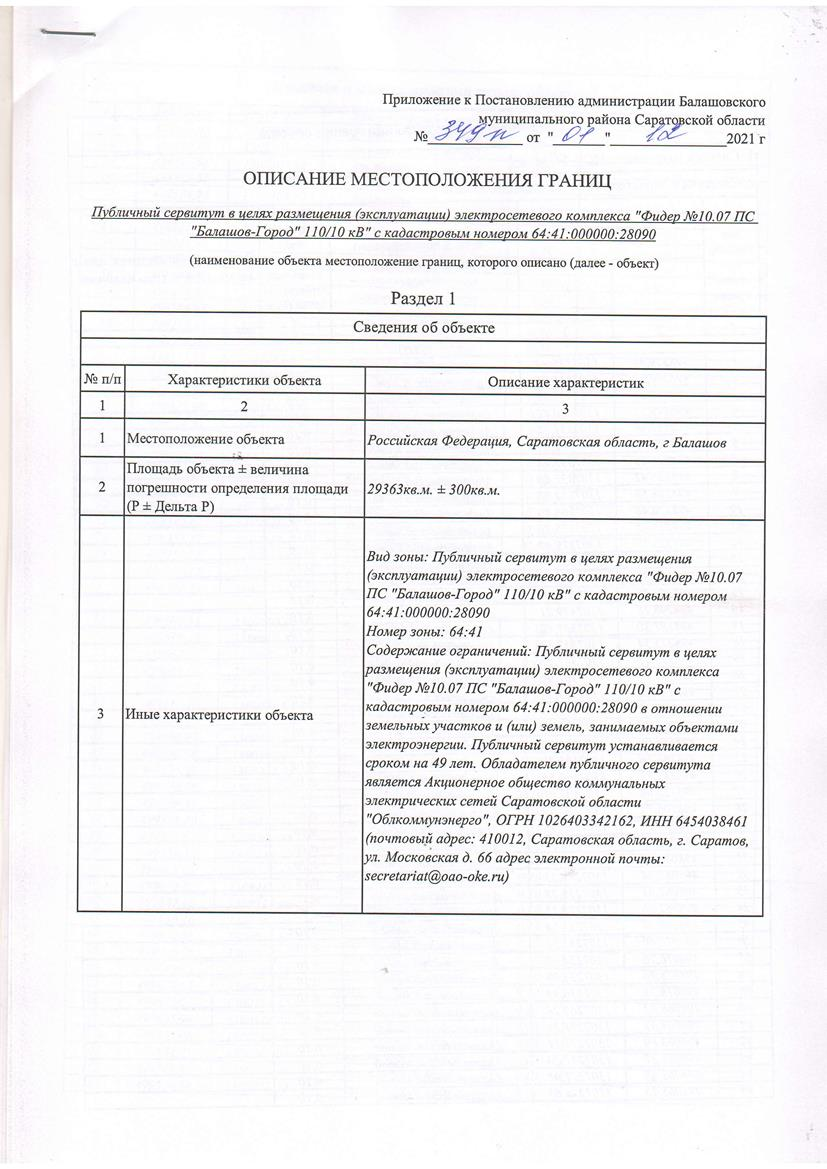 Приложение к Постановлению администрации Балашовского
муниципального района Саратовской области
№ 349п от "01" 12 2021 г
ОПИСАНИЕ МЕСТОПОЛОЖЕНИЯ ГРАНИЦ
Публичный сервитут в целях размещения (эксплуатации) электросетевого комплекса "Фидер №10.07 ПС
"Балашов-Город" 110/10 кВ" с кадастровым номером 64:41:000000:28090
(наименование объекта местоположение границ, которого описано (далее - объект)
Раздел 1
Сведения об объекте
№ п/п Характеристики объекта Описание характеристик
1 2 3
1 Местоположение объекта Российская Федерация, Саратовская область, г Балашов
Площадь объекта ± величина
2 погрешности определения площади 29363кв.м. ± 300кв.м.
(Р ± Дельта Р)
Вид зоны: Публичный сервитут в целях размещения
(эксплуатации) электросетевого комплекса "Фидер №10.07
ПС "Балашов-Город" 110/10 кВ" с кадастровым номером
64:41:000000:28090
Номер зоны: 64:41
Содержание ограничений: Публичный сервитут в целях
размещения (эксплуатации) электросетевого комплекса
"Фидер №10.07 ПС "Балашов-Город" 110/10 кВ" с
кадастровым номером 64:41:000000:28090 в отношении
3 Иные характеристики объекта
земельных участков и (или) земель, занимаемых объектами
электроэнергии. Публичный сервитут устанавливается
сроком на 49 лет. Обладателем публичного сервитута
является Акционерное общество коммунальных
электрических сетей Саратовской области
"Облкоммунэнерго", ОГРН 1026403342162, ИНН 6454038461
(почтовый адрес: 410012, Саратовская область, г. Саратов,
ул. Московская д. 66 адрес электронной почты:
secretariat@oao-oke.ru)